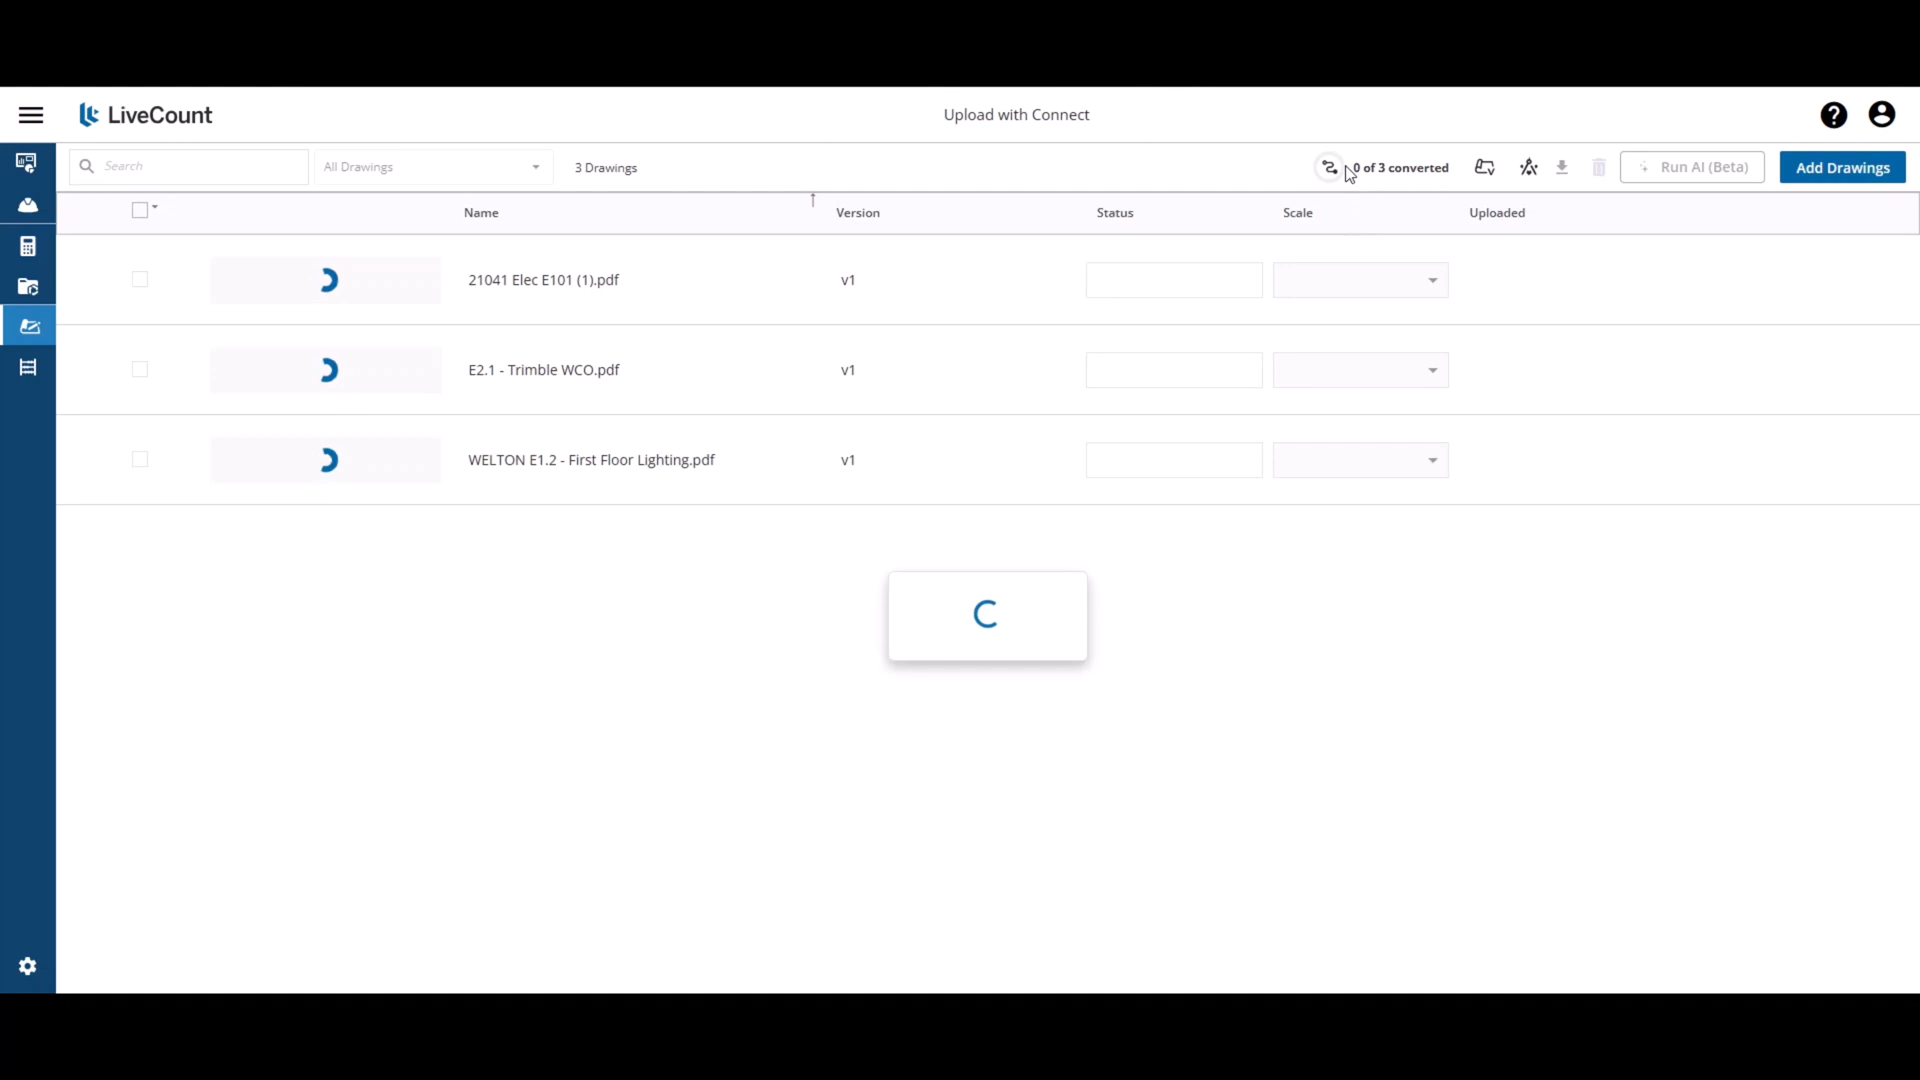 LiveCount
Upload with Connect
Search
All Drawings
3 Drawings
0 of 3 converted
Run AI (Beta)
Add Drawings
Name
Version
Status
Scale
Uploaded
21041 Elec E101 (1).pdf
v1
E2.1 - Trimble WCO.pdf
v1
WELTON E1.2 - First Floor Lighting.pdf
v1